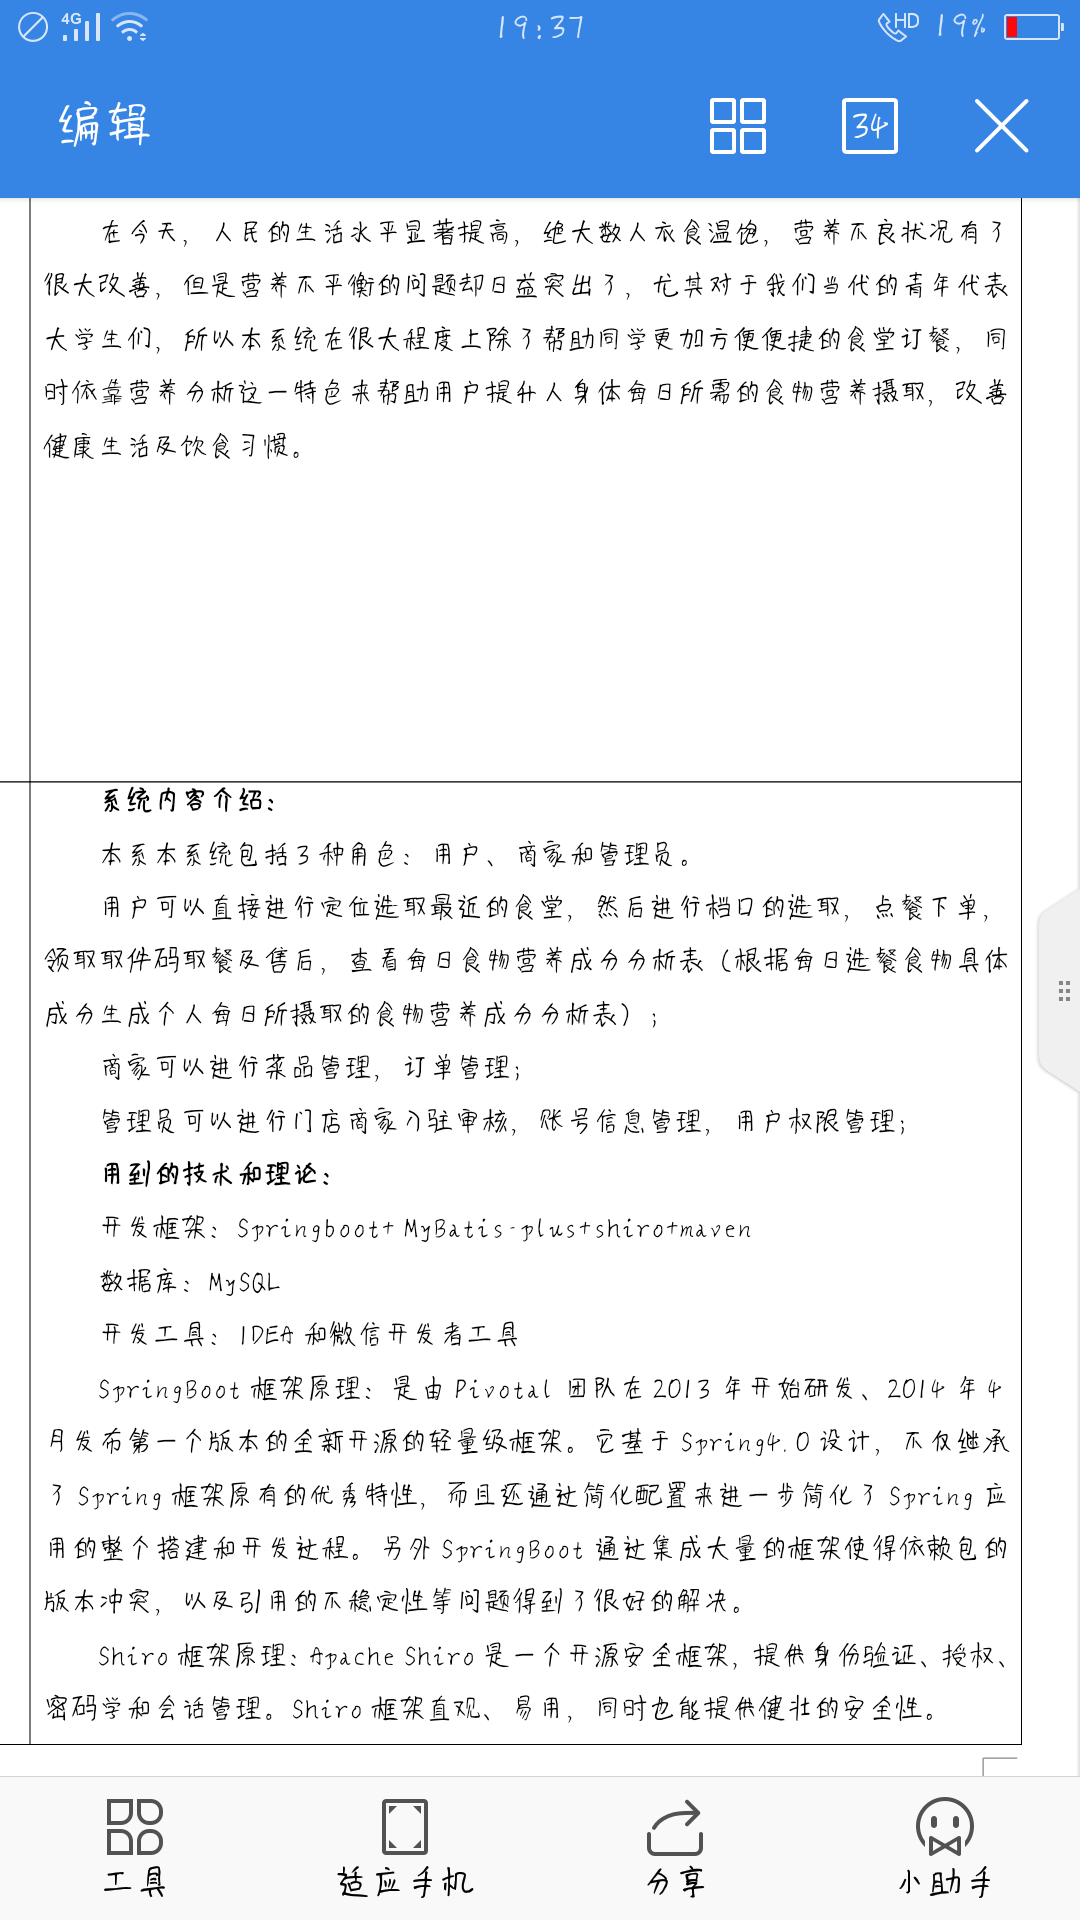 4G
19:37
HD 19%
编辑
34
在今天，人民的生活水平显著提高，绝大数人衣食温饱，营养不良状况有了
很大改善，但是营养不平衡的问题却日益突出了，尤其对于我们当代的青年代表
大学生们，所以本系统在很大程度上除了帮助同学更加方便便捷的食堂订餐，同
时依靠营养分析这一特色来帮助用户提升人身体每日所需的食物营养摄取，改善
健康生活及饮食习惯。
系统内容介绍：
本系本系统包括3种角色：用户、商家和管理员。
用户可以直接进行定位选取最近的食堂，然后进行档口的选取，点餐下单，
领取取件码取餐及售后，查看每日食物营养成分分析表（根据每日选餐食物具体
成分生成个人每日所摄取的食物营养成分分析表）；
商家可以进行菜品管理，订单管理；
管理员可以进行门店商家入驻审核，账号信息管理，用户权限管理；
用到的技术和理论：
开发框架：Springboot+ MyBatis-plus+shiro+maven
数据库：MySQL
开发工具：IDEA 和微信开发者工具
SpringBoot 框架原理：是由 Pivotal 团队在 2013 年开始研发、2014 年 4
月发布第一个版本的全新开源的轻量级框架。它基于 Spring4.0 设计，不仅继承
了 Spring 框架原有的优秀特性，而且还通过简化配置来进一步简化了 Spring 应
用的整个搭建和开发过程。另外 SpringBoot 通过集成大量的框架使得依赖包的
版本冲突，以及引用的不稳定性等问题得到了很好的解决。
Shiro 框架原理：Apache Shiro 是一个开源安全框架，提供身份验证、授权、
密码学和会话管理。Shiro 框架直观、易用，同时也能提供健壮的安全性。
工具
适应手机
分享
小助手